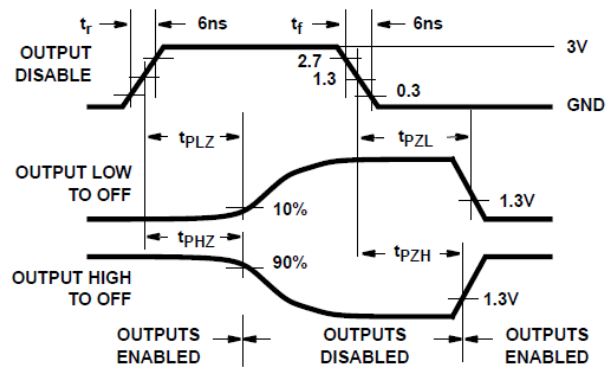 tr 6ns tf 6ns
OUTPUT
DISABLE
2.7
1.3
0.3
3V
GND
tPLZ tPZL
OUTPUT LOW
TO OFF
10%
1.3V
tPHZ tPZH
OUTPUT HIGH
TO OFF
90%
1.3V
OUTPUTS
ENABLED
OUTPUTS
DISABLED
OUTPUTS
ENABLED